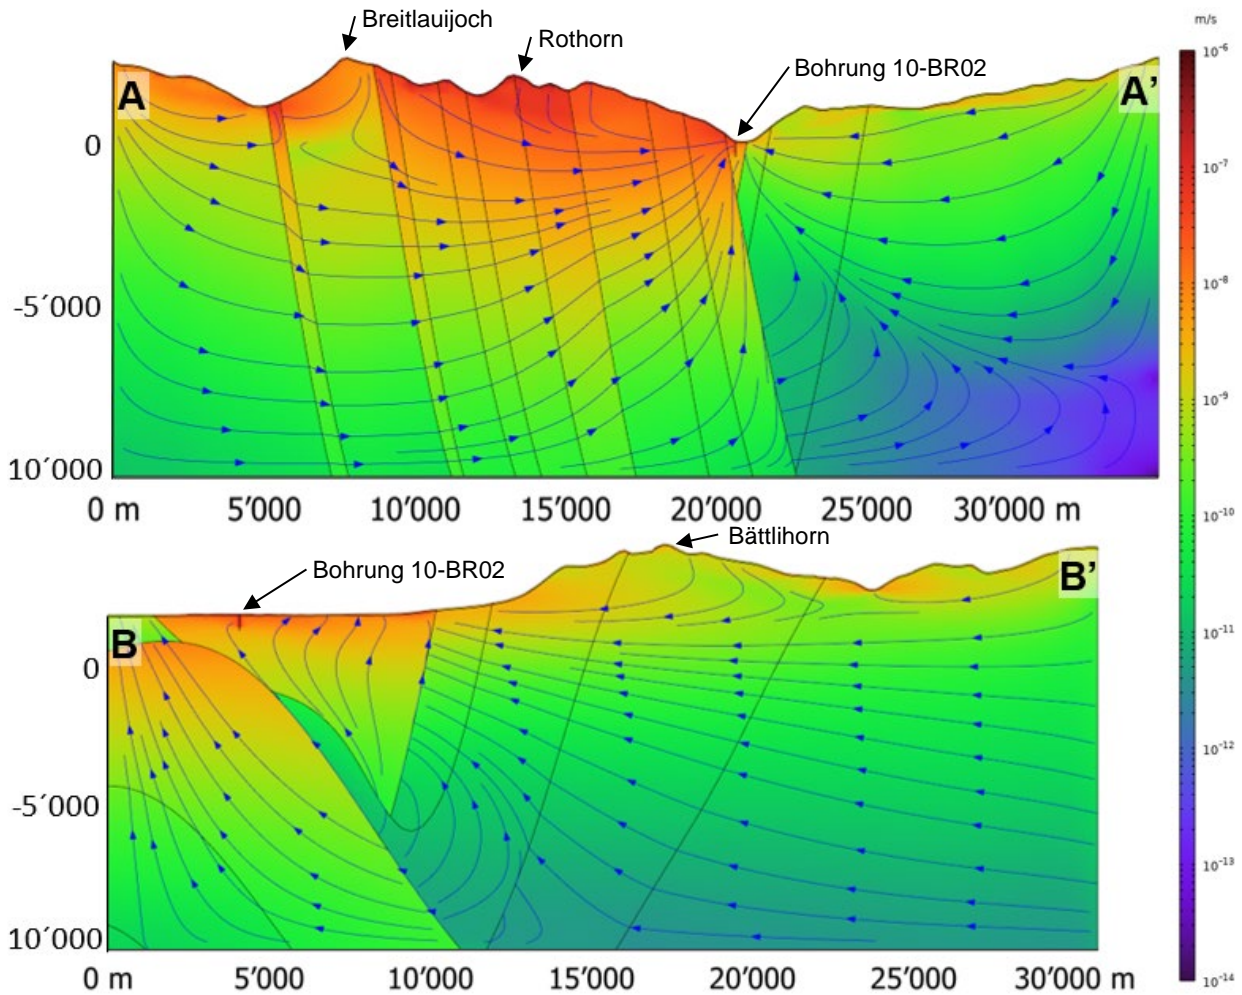 Breitlauijoch
Rothorn
Bohrung 10-BR02
A
A’
0
-5´000
10’000
0 m 5’000 10’000 15’000 20’000 25’000 30’000 m
Bättlihorn
Bohrung 10-BR02
B
B’
0
-5´000
10’000
0 m 5’000 10’000 15’000 20’000 25’000 30’000 m
m/s
10⁻⁶
10⁻⁷
10⁻⁸
10⁻⁹
10⁻¹⁰
10⁻¹¹
10⁻¹²
10⁻¹³
10⁻¹⁴